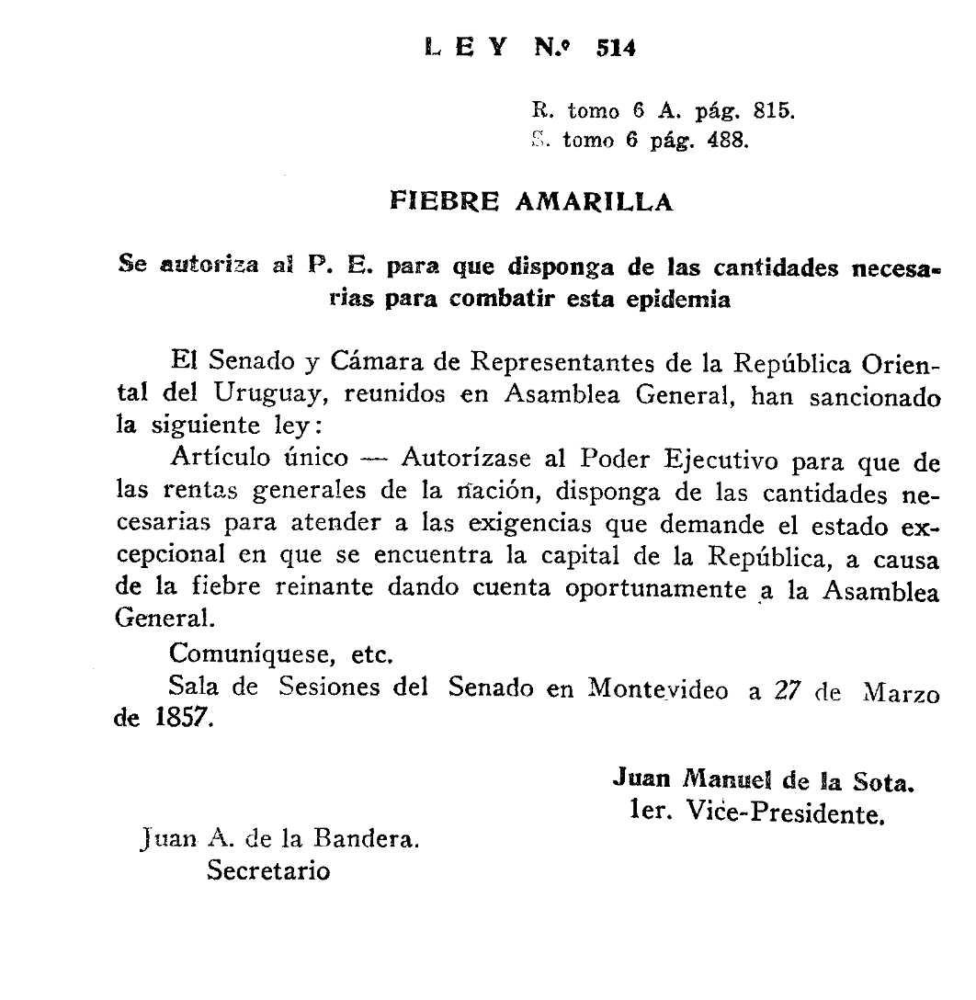 LEY N.º 514
R. tomo 6 A. pág. 815.
S. tomo 6 pág. 488.
FIEBRE AMARILLA
Se autoriza al P. E. para que disponga de las cantidades necesa-
rias para combatir esta epidemia
El Senado y Cámara de Representantes de la República Orien-
tal del Uruguay, reunidos en Asamblea General, han sancionado
la siguiente ley:
Artículo único — Autorízase al Poder Ejecutivo para que de
las rentas generales de la nación, disponga de las cantidades ne-
cesarias para atender a las exigencias que demande el estado ex-
cepcional en que se encuentra la capital de la República, a causa
de la fiebre reinante dando cuenta oportunamente a la Asamblea
General.
Comuníquese, etc.
Sala de Sesiones del Senado en Montevideo a 27 de Marzo
de 1857.
Juan Manuel de la Sota.
1er. Vice-Presidente.
Juan A. de la Bandera.
Secretario